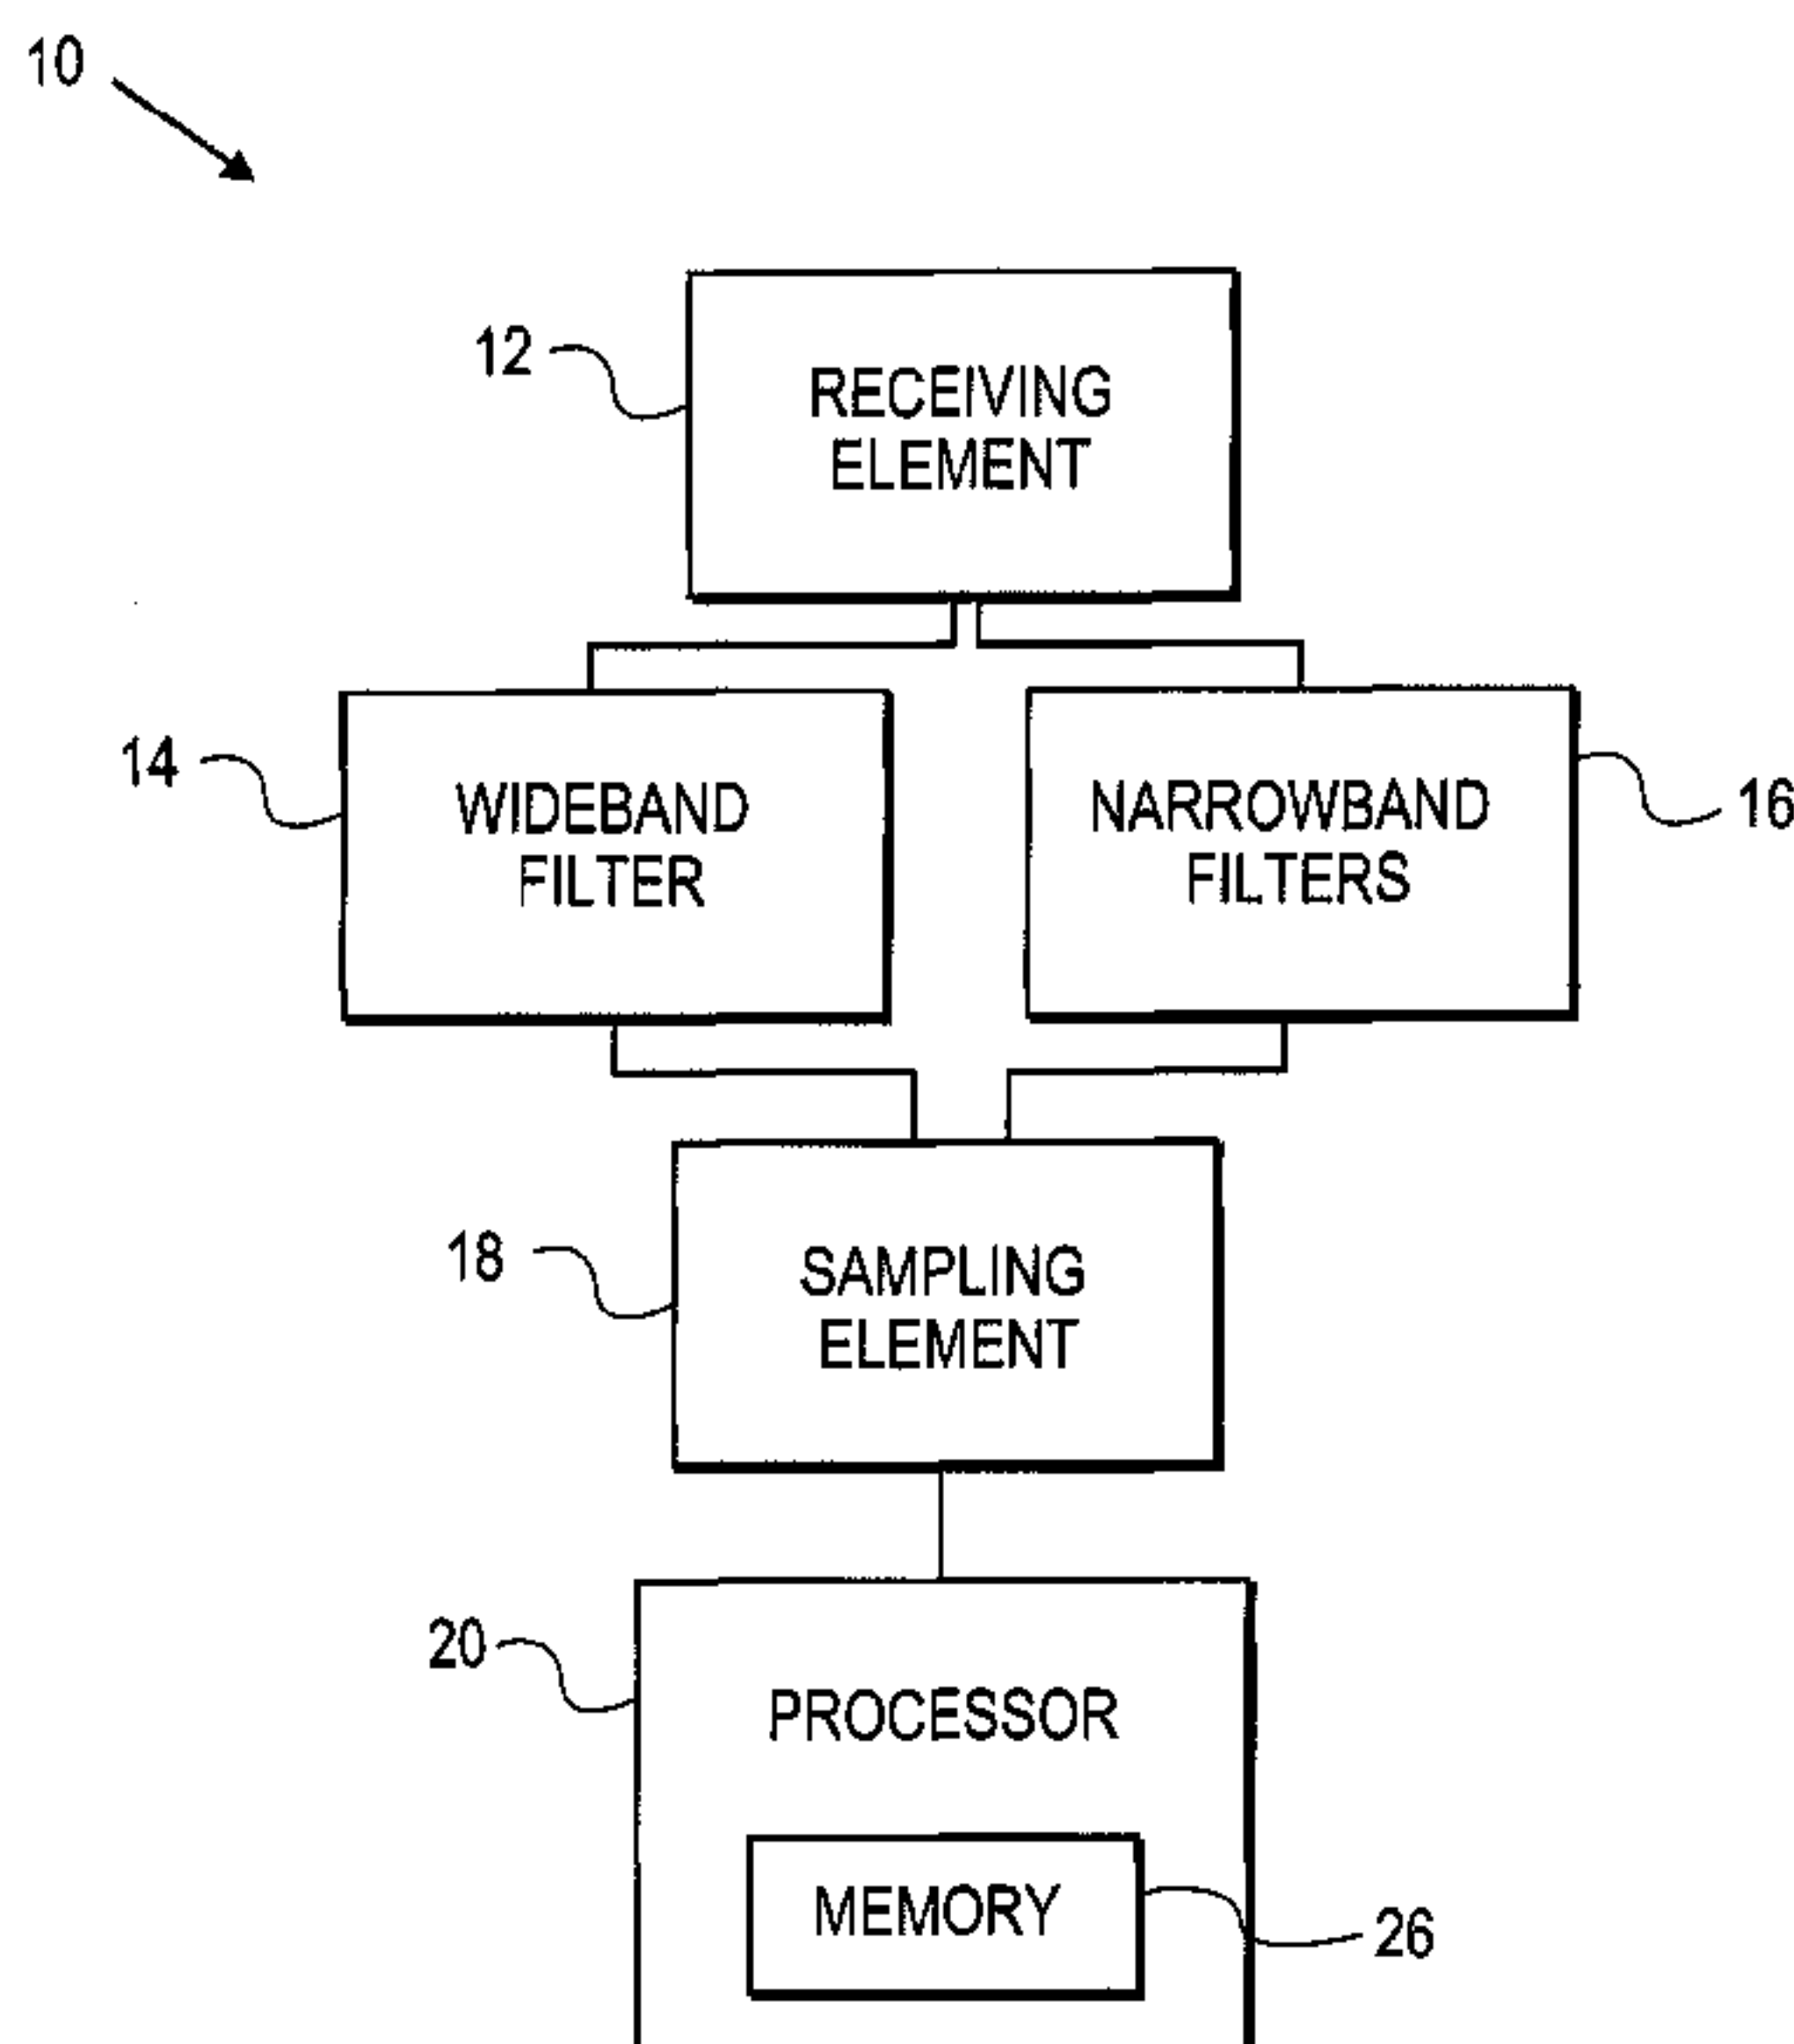 10
12
RECEIVING
ELEMENT
14
WIDEBAND
FILTER
NARROWBAND
FILTERS
16
18
SAMPLING
ELEMENT
20
PROCESSOR
MEMORY
26